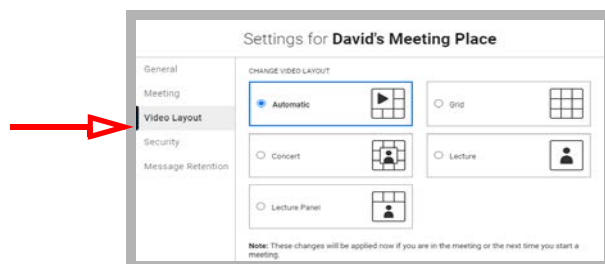 Settings for David's Meeting Place
General
Meeting
Video Layout
Security
Message Retention
CHANGE VIDEO LAYOUT
Automatic
Grid
Concert
Lecture
Lecture Panel
Note: These changes will be applied now if you are in the meeting or the next time you start a
meeting.